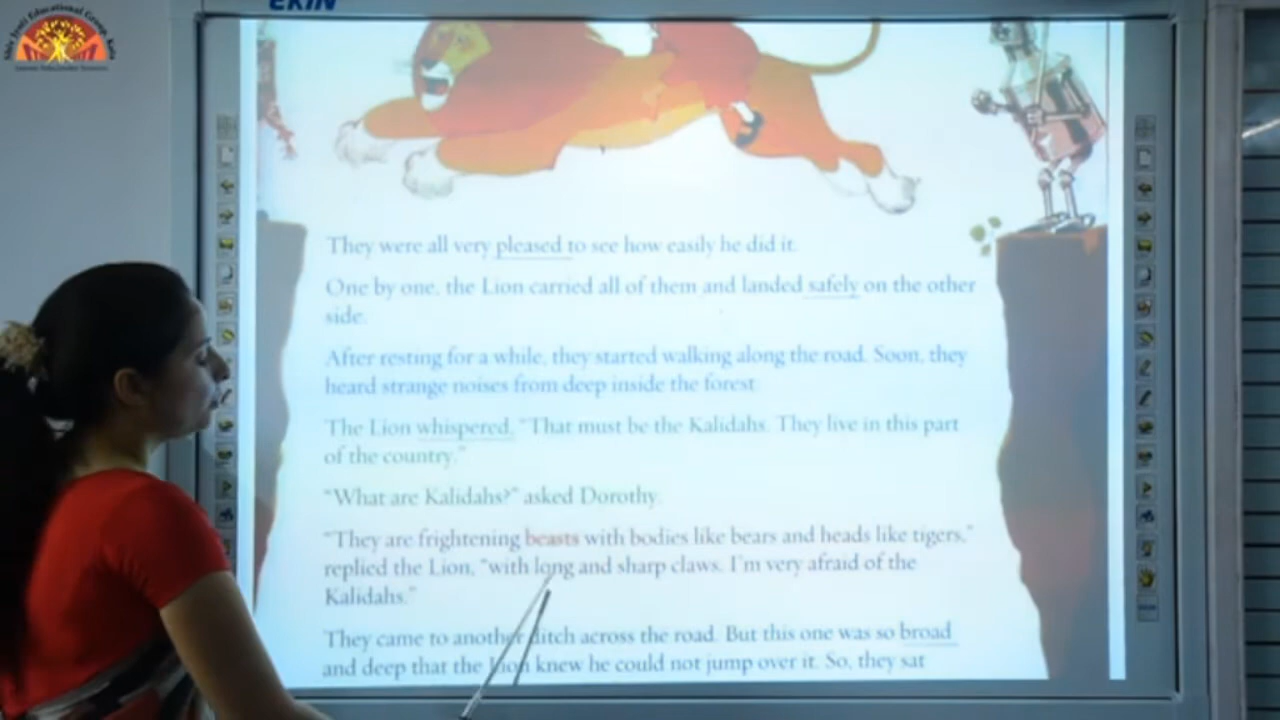 EKIN
Shiv Jyoti Educational Group, Kota
They were all very pleased to see how easily he did it.
One by one, the Lion carried all of them and landed safely on the other
side.
After resting for a while, they started walking along the road. Soon, they
heard strange noises from deep inside the forest.
The Lion whispered, "That must be the Kalidahs. They live in this part
of the country."
"What are Kalidahs?" asked Dorothy.
"They are frightening beasts with bodies like bears and heads like tigers,"
replied the Lion, "with long and sharp claws. I'm very afraid of the
Kalidahs."
They came to another ditch across the road. But this one was so broad
and deep that the Lion knew he could not jump over it. So, they sat